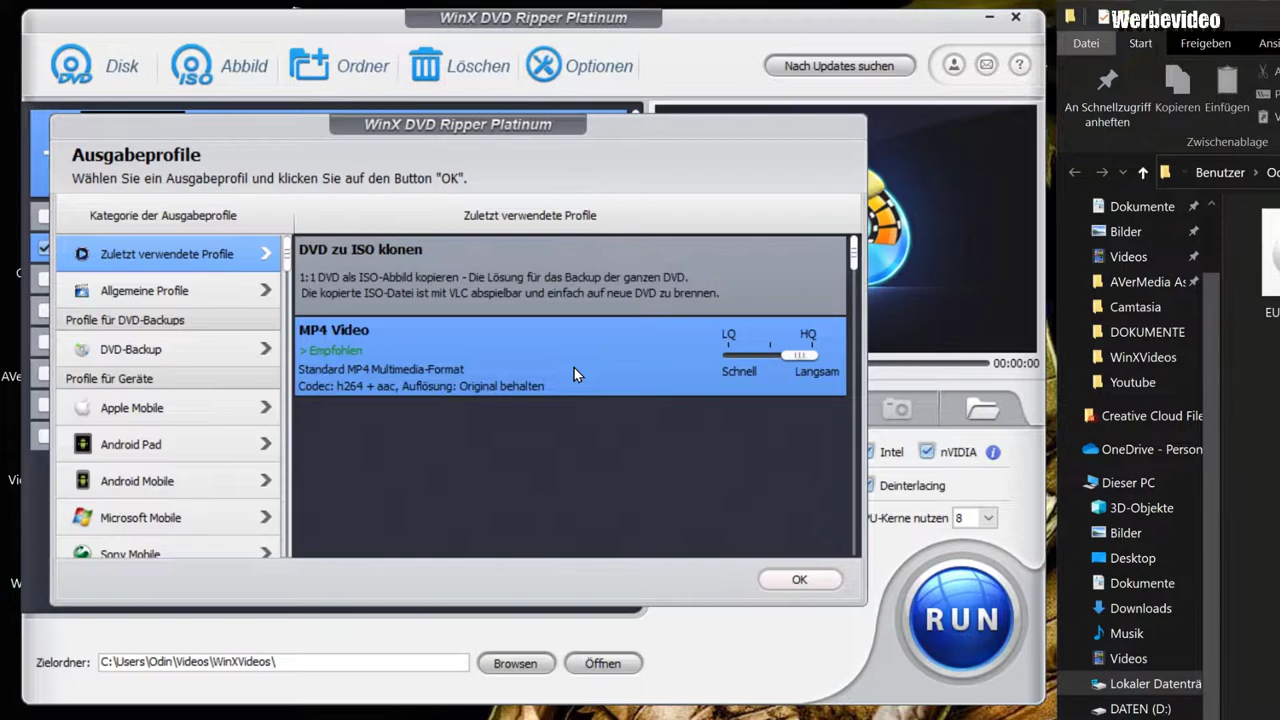 WinX DVD Ripper Platinum
Werbevideo
Disk
Abbild
Ordner
Löschen
Optionen
Nach Updates suchen
DVD
ISO
Datei
Start
Freigeben
Ansi
An Schnellzugriff
anheften
Kopieren
Einfügen
Zwischenablage
WinX DVD Ripper Platinum
Ausgabeprofile
Wählen Sie ein Ausgabeprofil und klicken Sie auf den Button "OK".
Kategorie der Ausgabeprofile
Zuletzt verwendete Profile
Zuletzt verwendete Profile
Allgemeine Profile
Profile für DVD-Backups
DVD-Backup
Profile für Geräte
Apple Mobile
Android Pad
Android Mobile
Microsoft Mobile
Sony Mobile
DVD zu ISO klonen
1:1 DVD als ISO-Abbild kopieren - Die Lösung für das Backup der ganzen DVD.
Die kopierte ISO-Datei ist mit VLC abspielbar und einfach auf neue DVD zu brennen.
MP4 Video
> Empfohlen
Standard MP4 Multimedia-Format
Codec: h264 + aac, Auflösung: Original behalten
LQ HQ
Schnell Langsam
OK
00:00:00
Intel nVIDIA
Deinterlacing
PU-Kerne nutzen 8
RUN
Zielordner: C:\Users\Odin\Videos\WinXVideos\ Browsen Öffnen
Benutzer
Dokumente
Bilder
Videos
AVerMedia As
Camtasia
DOKUMENTE
WinXVideos
Youtube
Creative Cloud File
OneDrive - Person
Dieser PC
3D-Objekte
Bilder
Desktop
Dokumente
Downloads
Musik
Videos
Lokaler Datenträ
DATEN (D:)
EU